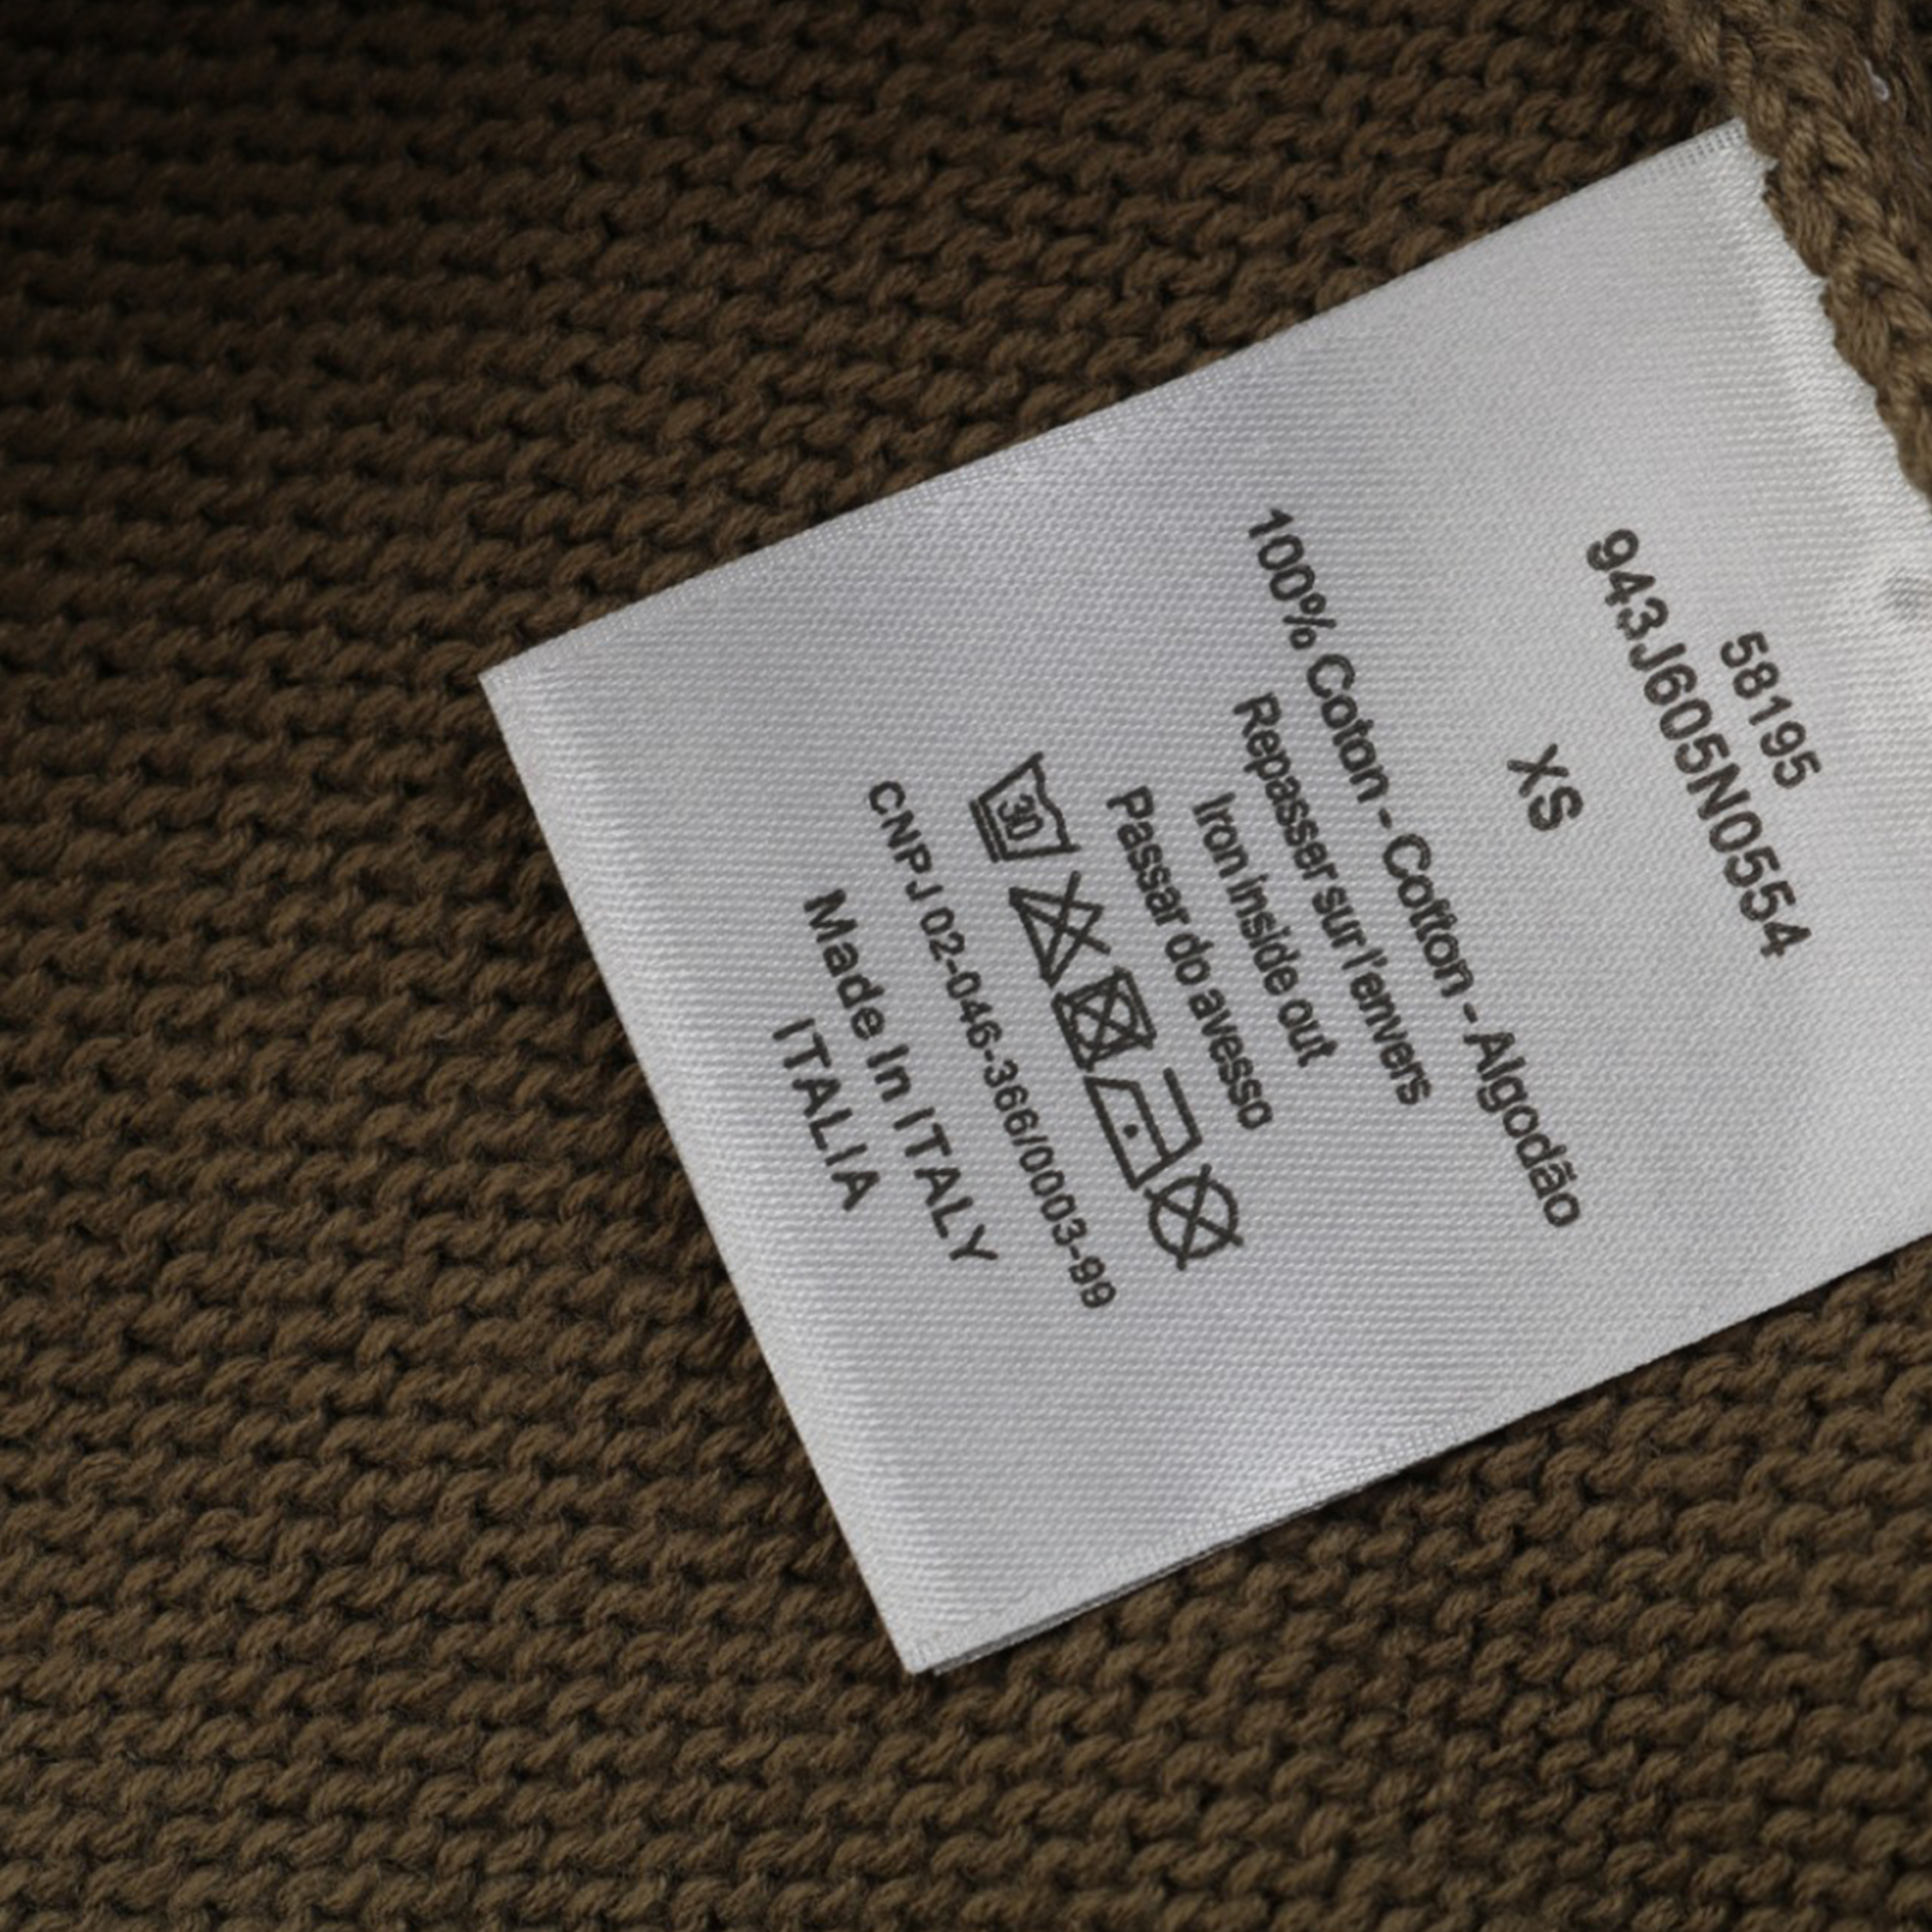 58195
943J605N0554
XS
100% Coton - Cotton - Algodão
Repasser sur l'envers
Iron inside out
Passar do avesso
30
CNPJ 02-046-366/0003-99
Made In ITALY
ITALIA